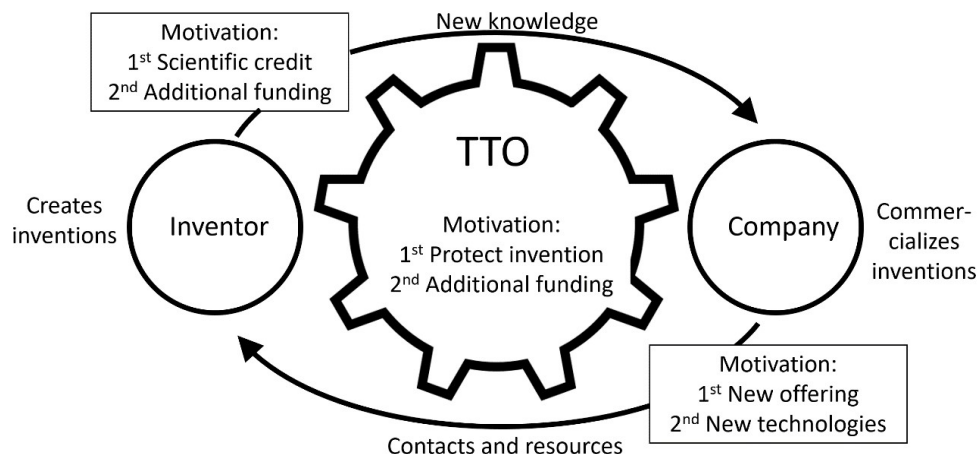 New knowledge
Motivation:
1st Scientific credit
2nd Additional funding
TTO
Motivation:
1st Protect invention
2nd Additional funding
Creates
inventions
Inventor
Company
Commer-
cializes
inventions
Motivation:
1st New offering
2nd New technologies
Contacts and resources